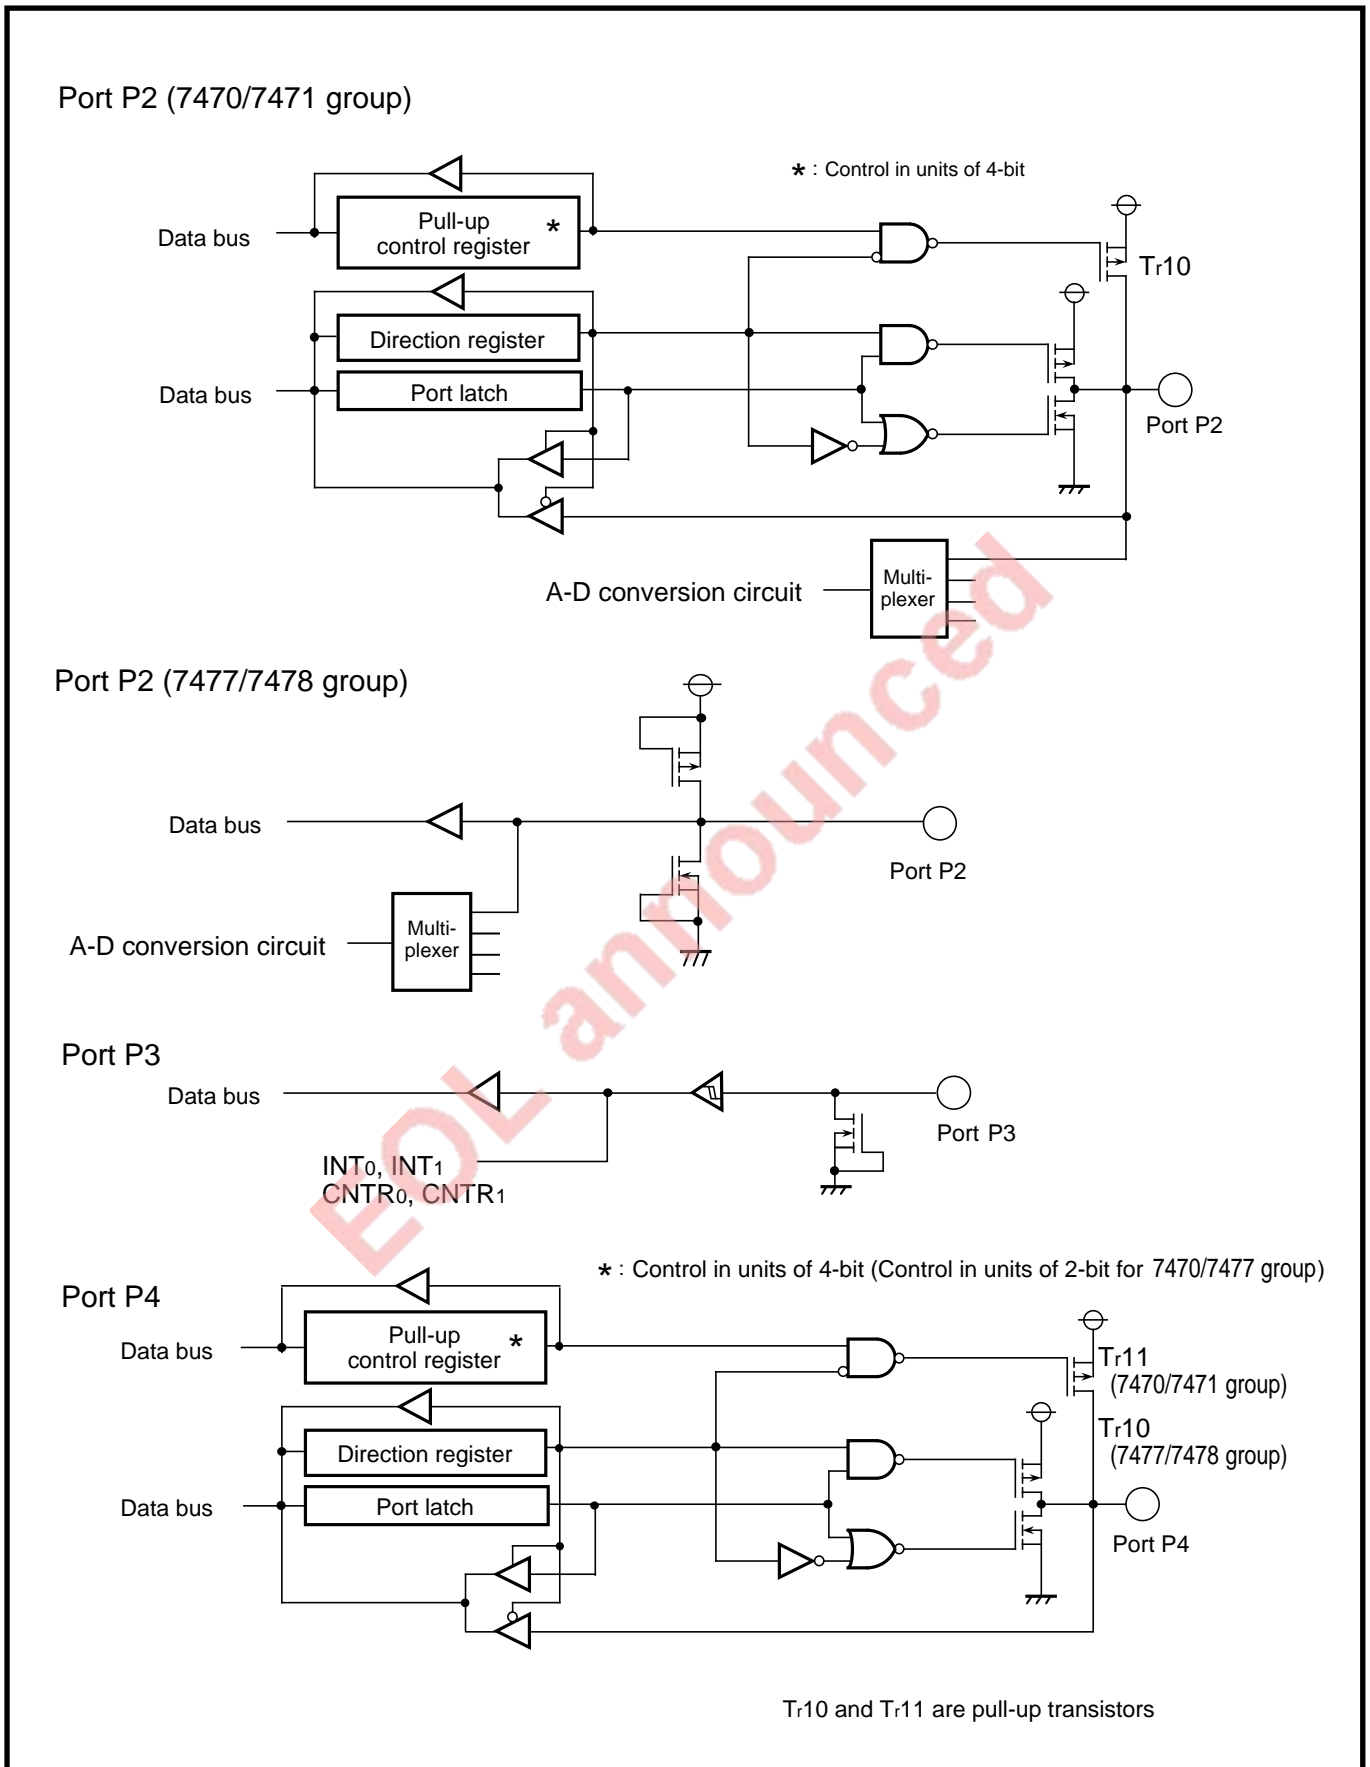 Port P2 (7470/7471 group)
* : Control in units of 4-bit
Data bus
Pull-up
control register *
Tr10
Direction register
Data bus
Port latch
Port P2
A-D conversion circuit
Multi-
plexer
Port P2 (7477/7478 group)
Data bus
Port P2
A-D conversion circuit
Multi-
plexer
Port P3
Data bus
Port P3
INT0, INT1
CNTR0, CNTR1
* : Control in units of 4-bit (Control in units of 2-bit for 7470/7477 group)
Port P4
Data bus
Pull-up
control register *
Tr11
(7470/7471 group)
Tr10
(7477/7478 group)
Direction register
Data bus
Port latch
Port P4
Tr10 and Tr11 are pull-up transistors
EOL announced